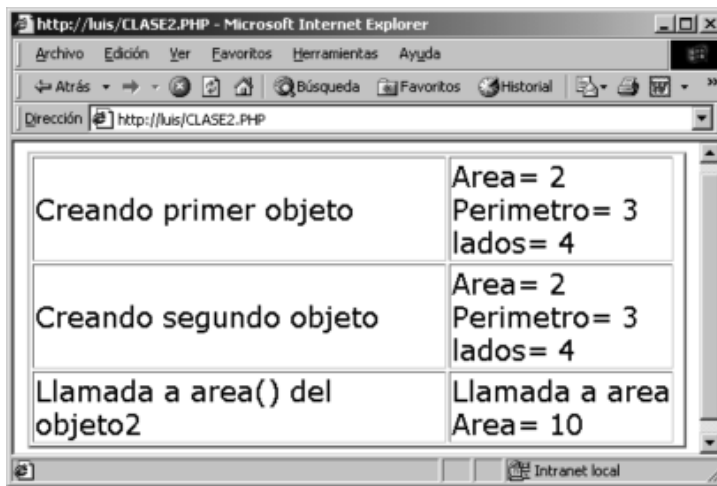 http://luis/CLASE2.PHP - Microsoft Internet Explorer
Archivo Edición Ver Favoritos Herramientas Ayuda
Atrás Búsqueda Favoritos Historial »
Dirección http://luis/CLASE2.PHP
Creando primer objeto
Area= 2
Perimetro= 3
lados= 4
Creando segundo objeto
Area= 2
Perimetro= 3
lados= 4
Llamada a area() del
objeto2
Llamada a area
Area= 10
Intranet local